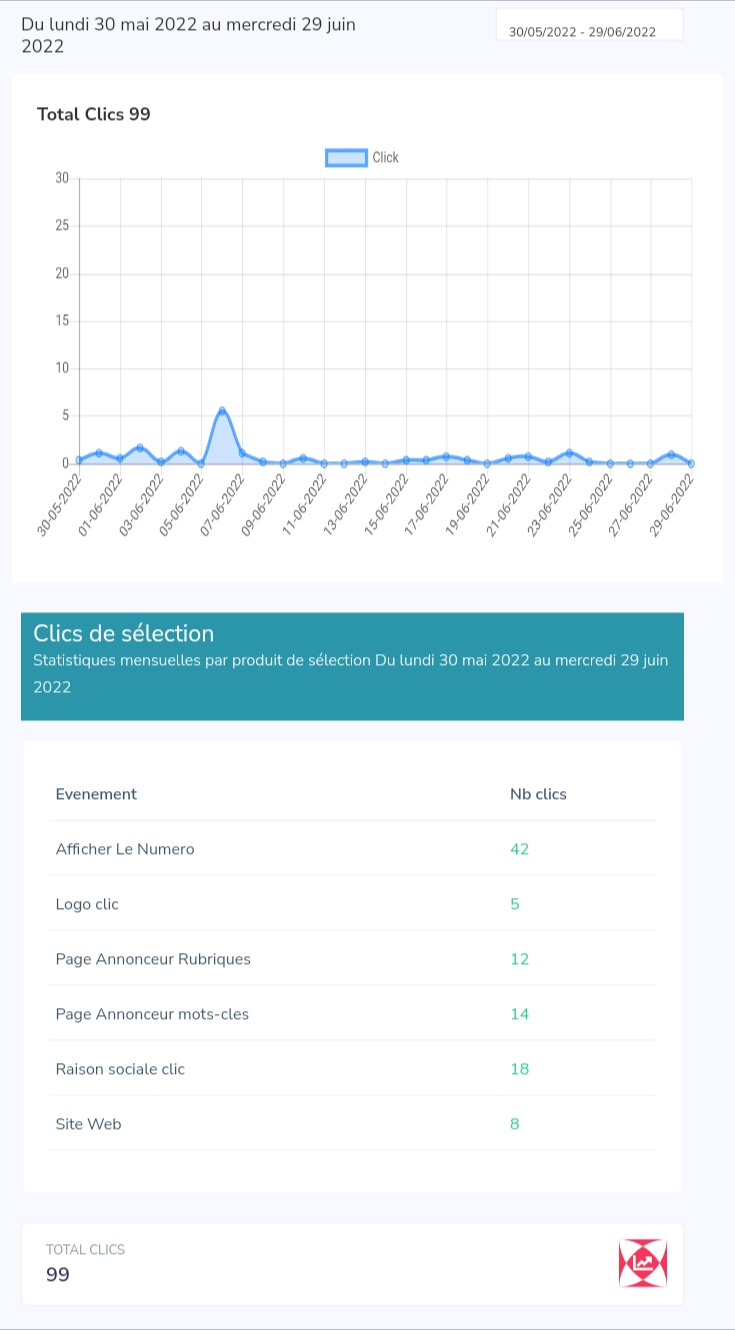 Du lundi 30 mai 2022 au mercredi 29 juin
2022
30/05/2022 - 29/06/2022
Total Clics 99
Click
30
25
20
15
10
5
0
30-05-2022
01-06-2022
03-06-2022
05-06-2022
07-06-2022
09-06-2022
11-06-2022
13-06-2022
15-06-2022
17-06-2022
19-06-2022
21-06-2022
23-06-2022
25-06-2022
27-06-2022
29-06-2022
Clics de sélection
Statistiques mensuelles par produit de sélection Du lundi 30 mai 2022 au mercredi 29 juin
2022
Evenement Nb clics
Afficher Le Numero 42
Logo clic 5
Page Annonceur Rubriques 12
Page Annonceur mots-cles 14
Raison sociale clic 18
Site Web 8
TOTAL CLICS
99